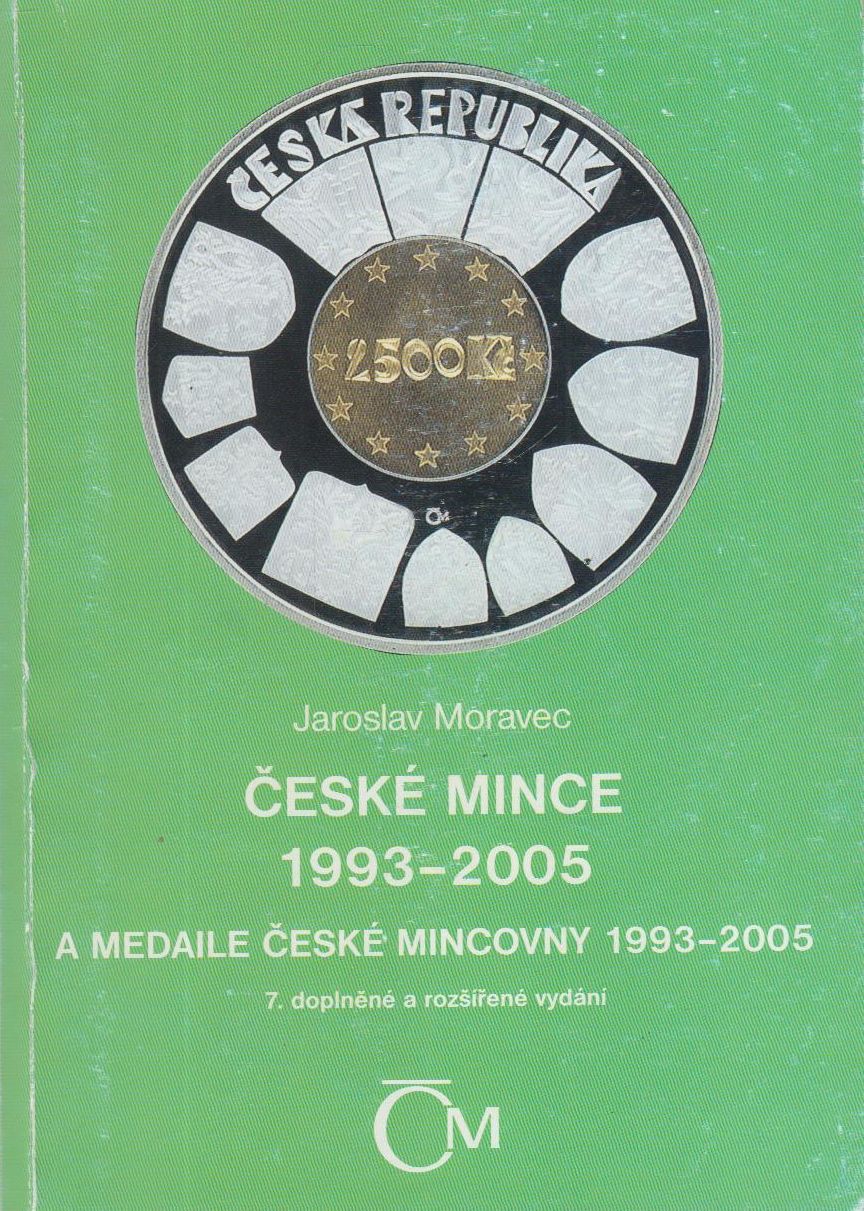 ČESKÁ REPUBLIKA
2500 Kč
ČM
Jaroslav Moravec
ČESKÉ MINCE
1993–2005
A MEDAILE ČESKÉ MINCOVNY 1993–2005
7. doplněné a rozšířené vydání
ČM